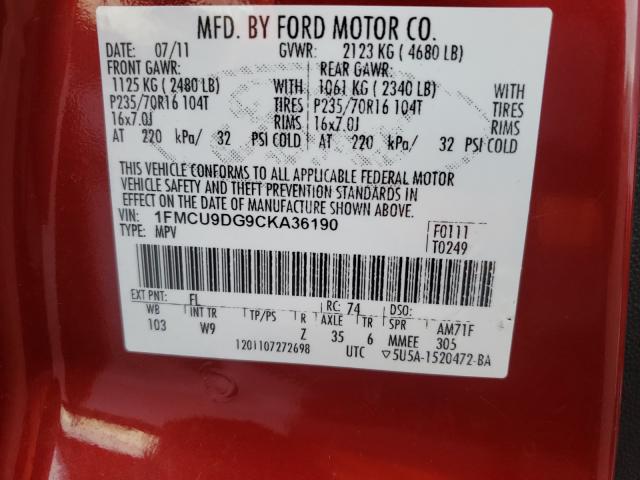 MFD. BY FORD MOTOR CO.
DATE: 07/11 GVWR: 2123 KG ( 4680 LB)
FRONT GAWR: REAR GAWR:
1125 KG ( 2480 LB) WITH 1061 KG ( 2340 LB) WITH
P235/70R16 104T TIRES P235/70R16 104T TIRES
16x7.0J RIMS 16x7.0J RIMS
AT 220 kPa/ 32 PSI COLD AT 220 kPa/ 32 PSI COLD
THIS VEHICLE CONFORMS TO ALL APPLICABLE FEDERAL MOTOR
VEHICLE SAFETY AND THEFT PREVENTION STANDARDS IN
EFFECT ON THE DATE OF MANUFACTURE SHOWN ABOVE.
VIN: 1FMCU9DG9CKA36190
TYPE: MPV
F0111
T0249
EXT PNT: FL RC: 74 DSO:
WB INT TR TP/PS R AXLE TR SPR AM71F
103 W9 Z 35 6 MMEE 305
1201107272698 UTC ▽5U5A-1520472-BA